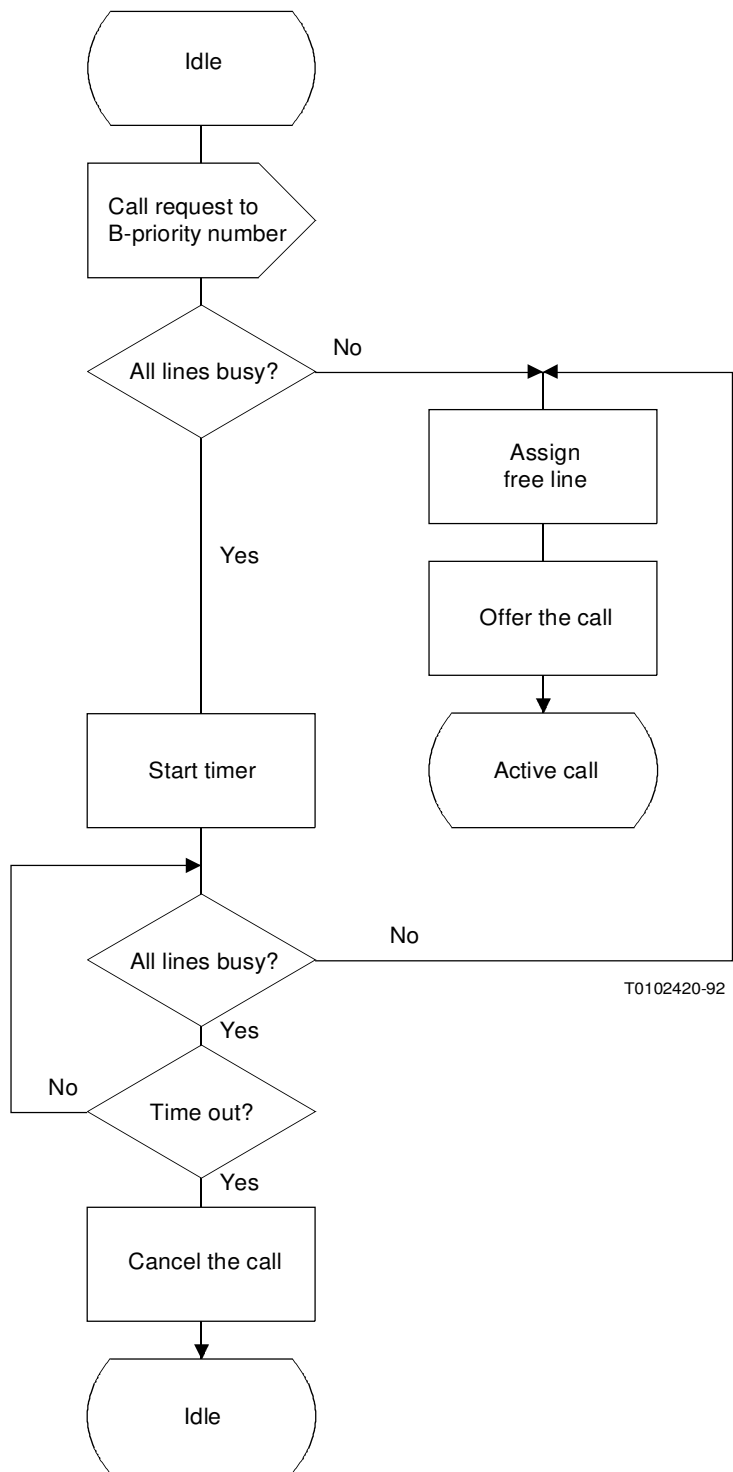 Idle
Call request to
B-priority number
All lines busy?
No
Assign
free line
Yes
Offer the call
Start timer
Active call
All lines busy?
No
T0102420-92
Yes
No
Time out?
Yes
Cancel the call
Idle